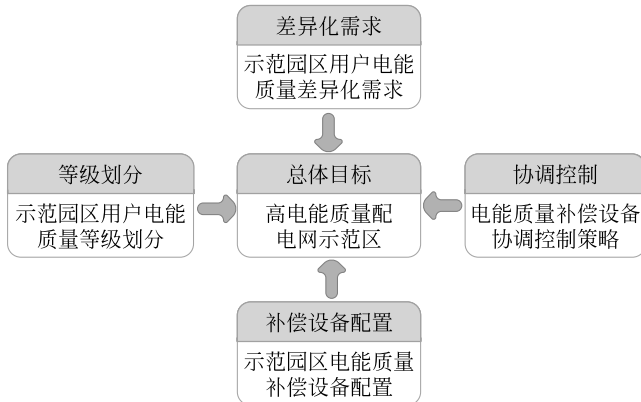 差异化需求
示范园区用户电能
质量差异化需求
等级划分
示范园区用户电能
质量等级划分
总体目标
高电能质量配
电网示范区
协调控制
电能质量补偿设备
协调控制策略
补偿设备配置
示范园区电能质量
补偿设备配置